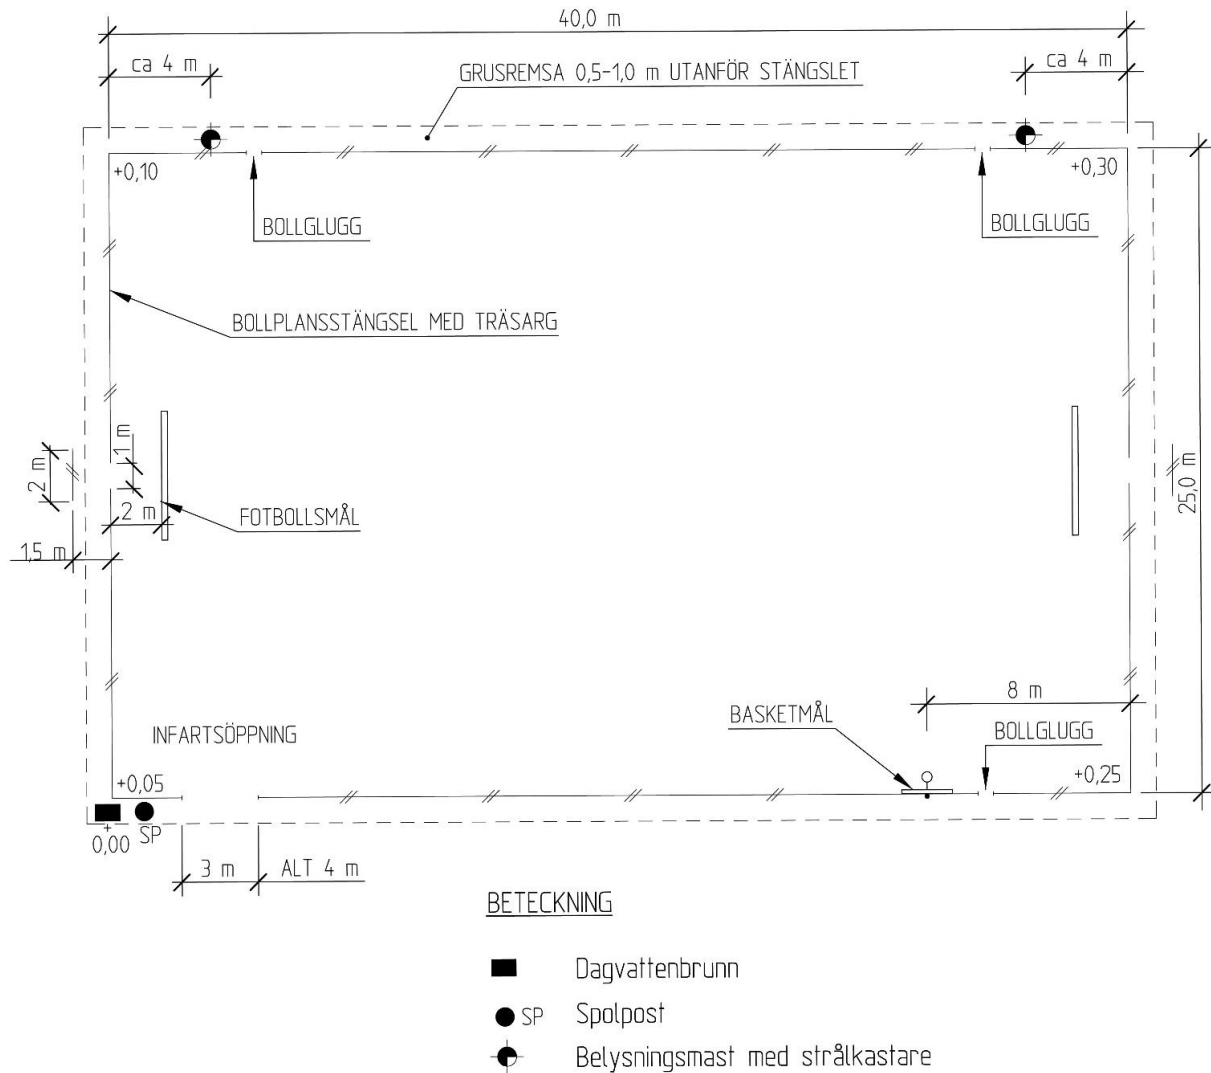 40,0 m
ca 4 m
GRUSREMSA 0,5-1,0 m UTANFÖR STÄNGSLET
ca 4 m
+0,10
+0,30
BOLLGLUGG
BOLLGLUGG
BOLLPLANSSTÄNGSEL MED TRÄSARG
2 m
1 m
25,0 m
2 m
FOTBOLLSMÅL
1,5 m
8 m
BASKETMÅL
BOLLGLUGG
INFARTSÖPPNING
+0,05
+0,25
SP
0,00
3 m
ALT 4 m
BETECKNING
Dagvattenbrunn
SP Spolpost
Belysningsmast med strålkastare